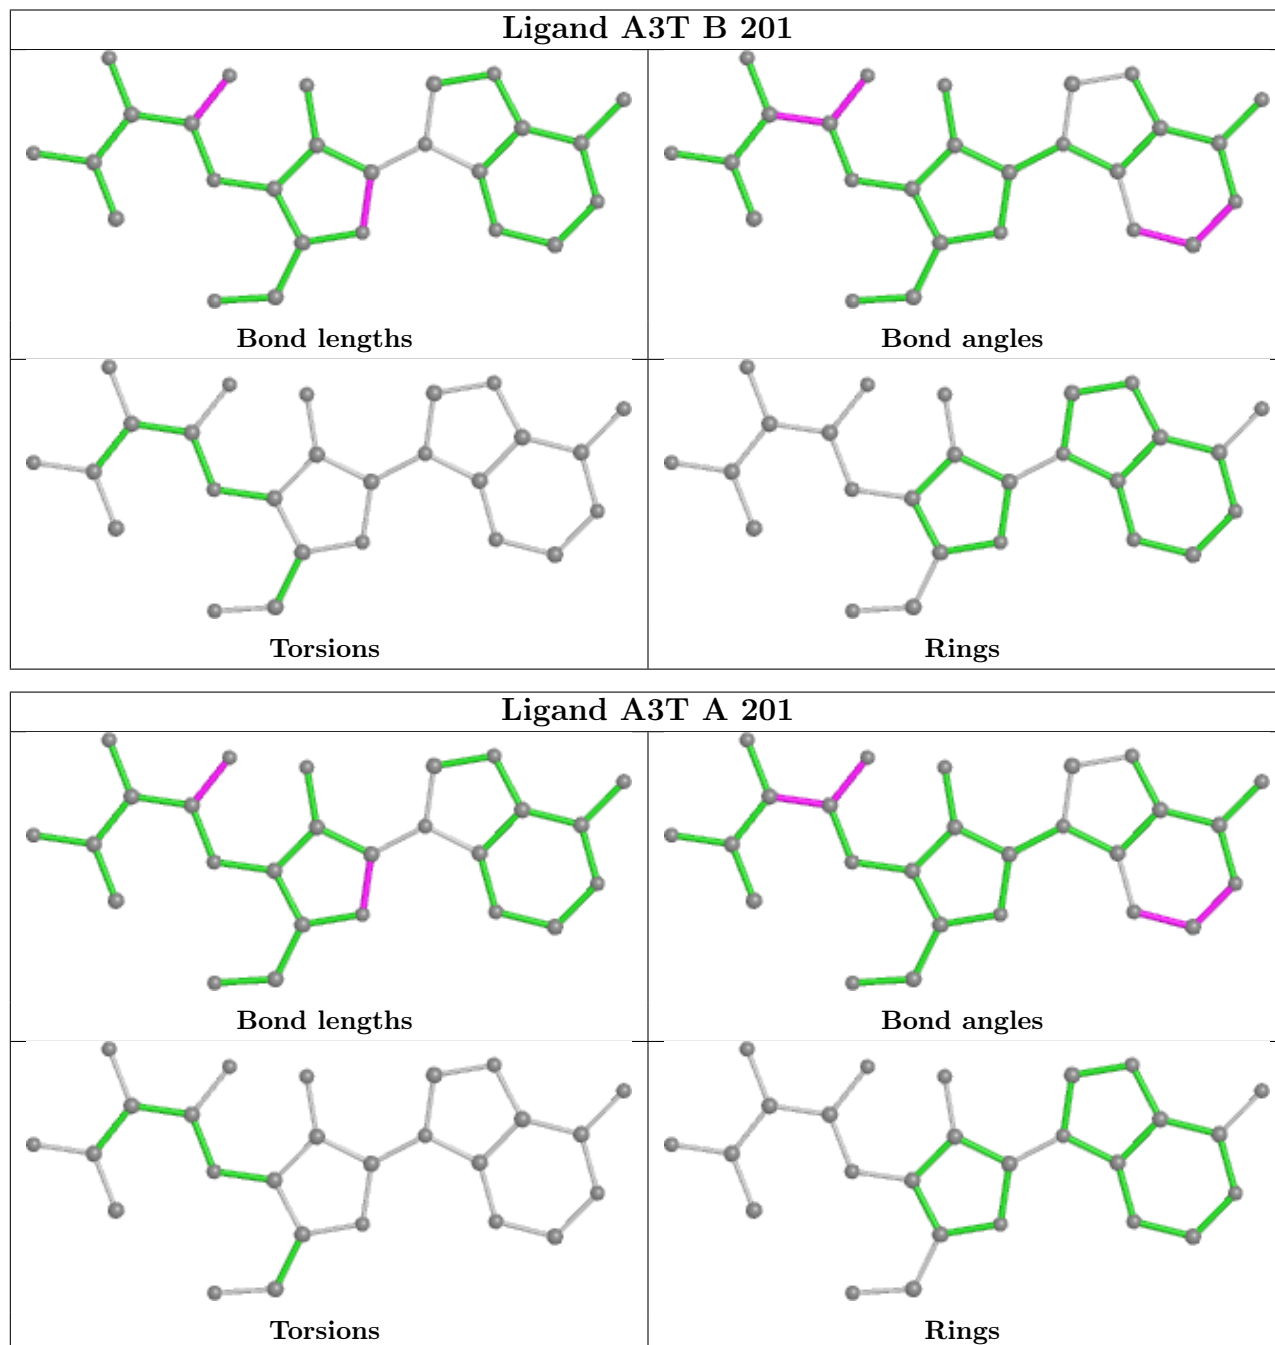 Ligand A3T B 201
Bond lengths
Bond angles
Torsions
Rings
Ligand A3T A 201
Bond lengths
Bond angles
Torsions
Rings